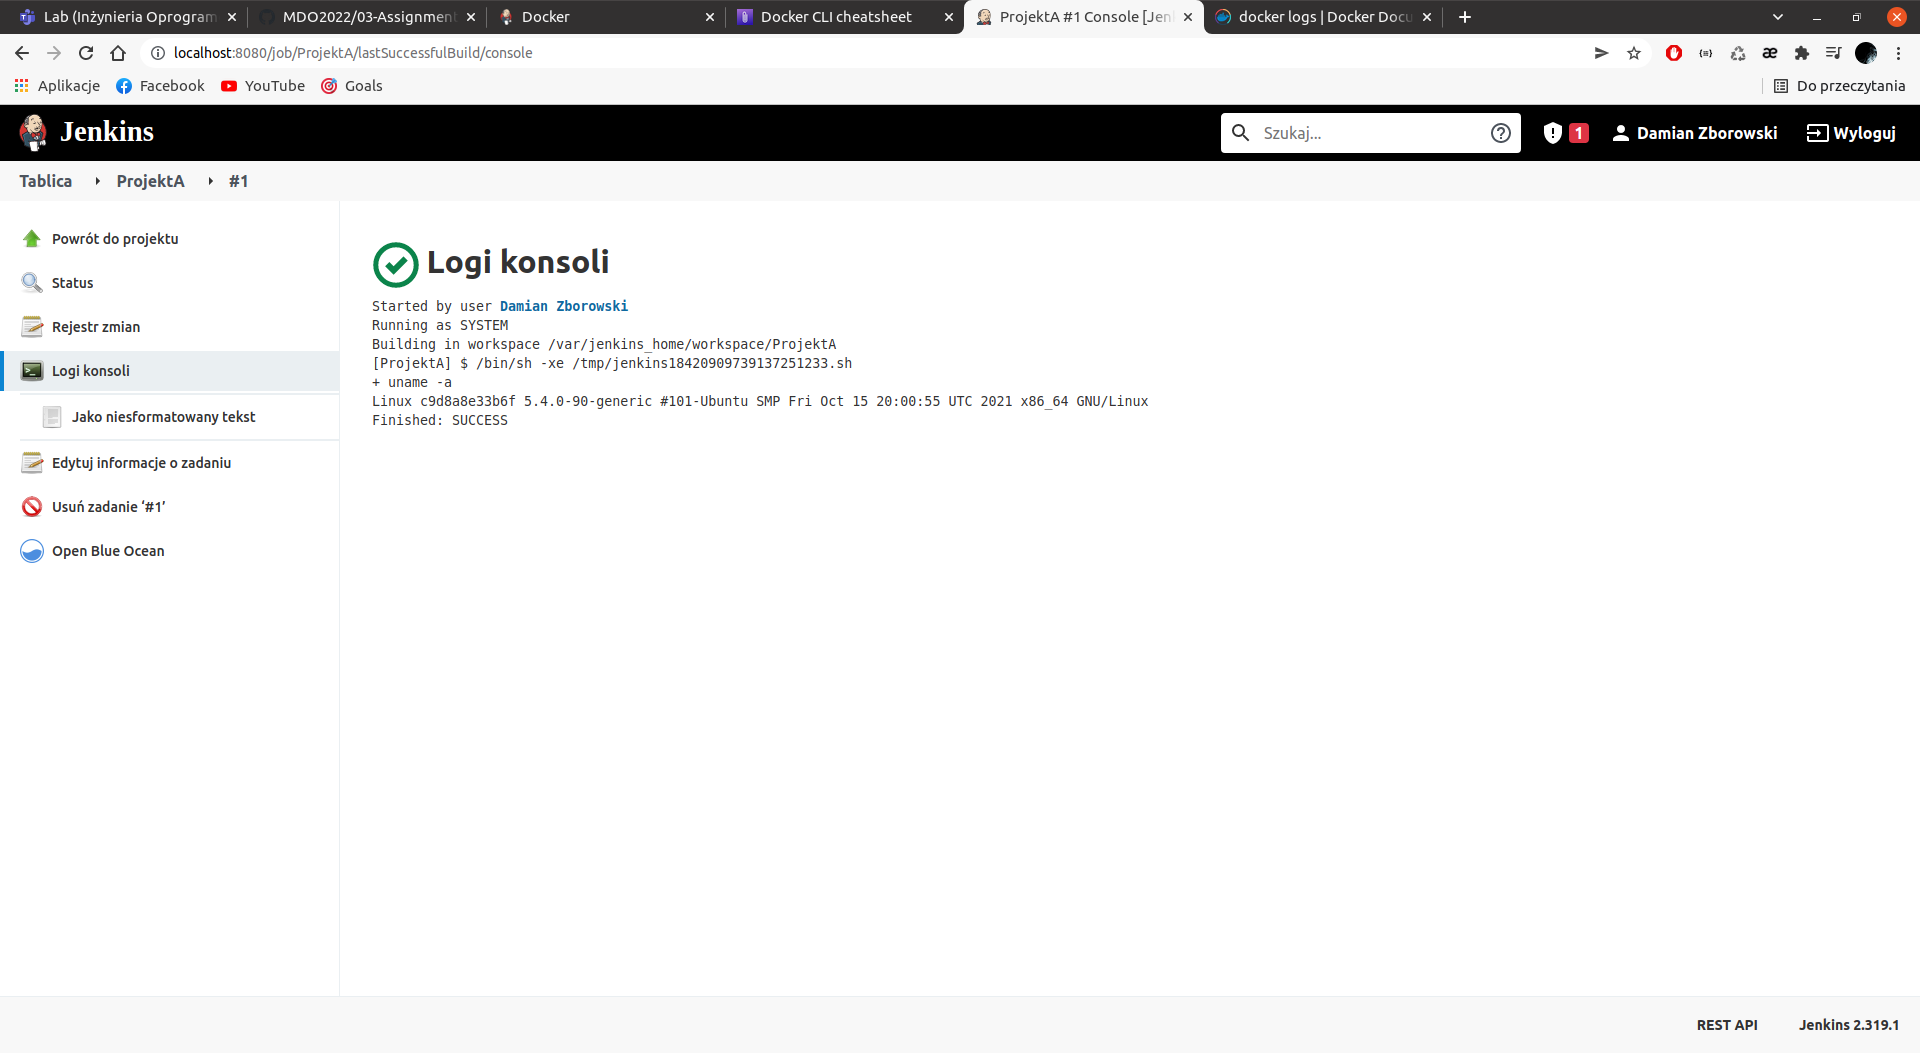 Lab (Inżynieria Oprogram
MDO2022/03-Assignment
Docker
Docker CLI cheatsheet
ProjektA #1 Console [Jen
docker logs | Docker Docu
localhost:8080/job/ProjektA/lastSuccessfulBuild/console
Aplikacje
Facebook
YouTube
Goals
Do przeczytania
Jenkins
Szukaj...
1
Damian Zborowski
Wyloguj
Tablica
ProjektA
#1
Powrót do projektu
Status
Rejestr zmian
Logi konsoli
Jako niesformatowany tekst
Edytuj informacje o zadaniu
Usuń zadanie ‘#1’
Open Blue Ocean
Logi konsoli
Started by user Damian Zborowski
Running as SYSTEM
Building in workspace /var/jenkins_home/workspace/ProjektA
[ProjektA] $ /bin/sh -xe /tmp/jenkins18420909739137251233.sh
+ uname -a
Linux c9d8a8e33b6f 5.4.0-90-generic #101-Ubuntu SMP Fri Oct 15 20:00:55 UTC 2021 x86_64 GNU/Linux
Finished: SUCCESS
REST API
Jenkins 2.319.1